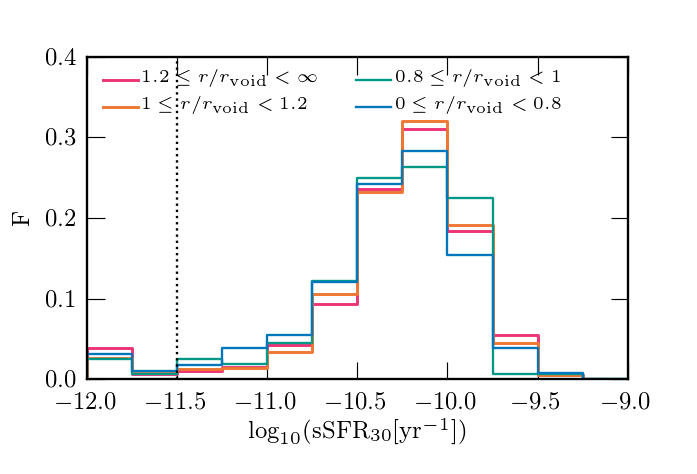 0.4
1.2 ≤ r/r_void < ∞ 0.8 ≤ r/r_void < 1
1 ≤ r/r_void < 1.2 0 ≤ r/r_void < 0.8
0.3
F
0.2
0.1
0.0
−12.0 −11.5 −11.0 −10.5 −10.0 −9.5 −9.0
log₁₀(sSFR₃₀[yr⁻¹])